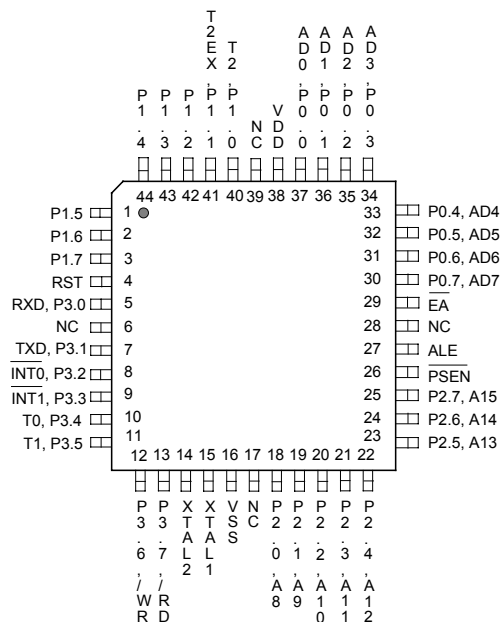 P1.4
P1.3
P1.2
T2EX,P1.1
T2,P1.0
NC
VDD
AD0,P0.0
AD1,P0.1
AD2,P0.2
AD3,P0.3
44 43 42 41 40 39 38 37 36 35 34
P1.5 1
P1.6 2
P1.7 3
RST 4
RXD, P3.0 5
NC 6
TXD, P3.1 7
INT0, P3.2 8
INT1, P3.3 9
T0, P3.4 10
T1, P3.5 11
33 P0.4, AD4
32 P0.5, AD5
31 P0.6, AD6
30 P0.7, AD7
29 EA
28 NC
27 ALE
26 PSEN
25 P2.7, A15
24 P2.6, A14
23 P2.5, A13
12 13 14 15 16 17 18 19 20 21 22
P3.6,/WR
P3.7,/RD
XTAL2
XTAL1
VSS
NC
P2.0,A8
P2.1,A9
P2.2,A10
P2.3,A11
P2.4,A12